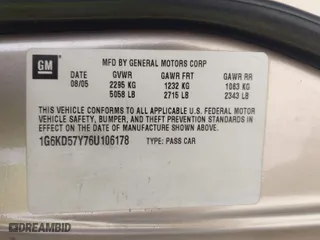 GM
MFD BY GENERAL MOTORS CORP
DATE GVWR GAWR FRT GAWR RR
08/05 2295 KG 1232 KG 1063 KG
5058 LB 2715 LB 2343 LB
THIS VEHICLE CONFORMS TO ALL APPLICABLE U.S. FEDERAL MOTOR
VEHICLE SAFETY, BUMPER, AND THEFT PREVENTION STANDARDS IN
EFFECT ON THE DATE OF MANUFACTURE SHOWN ABOVE.
1G6KD57Y76U106178 TYPE: PASS CAR
DREAMBID